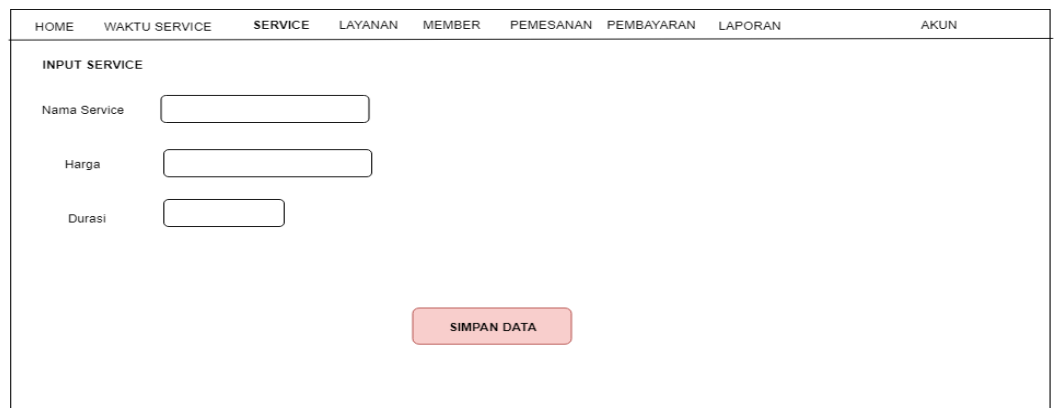 HOME WAKTU SERVICE SERVICE LAYANAN MEMBER PEMESANAN PEMBAYARAN LAPORAN AKUN
INPUT SERVICE
Nama Service
Harga
Durasi
SIMPAN DATA